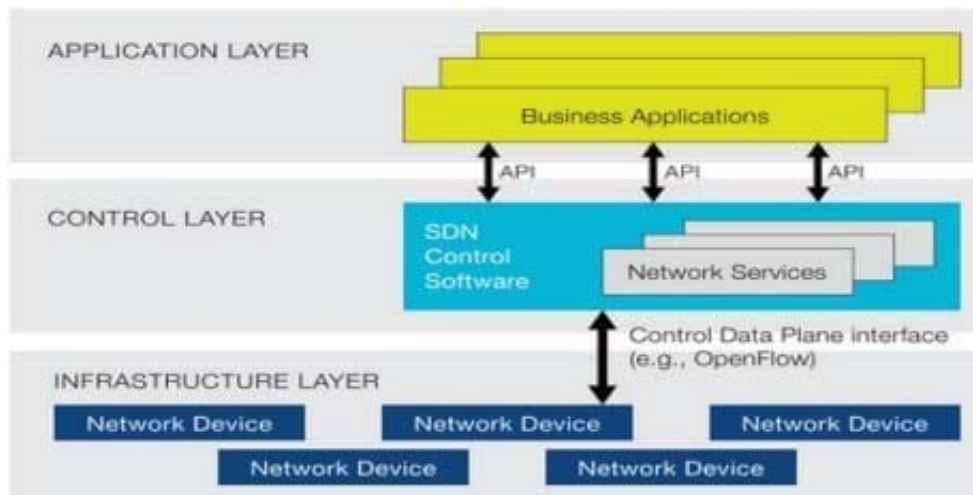 APPLICATION LAYER
Business Applications
API
API
API
CONTROL LAYER
SDN
Control
Software
Network Services
Control Data Plane interface
(e.g., OpenFlow)
INFRASTRUCTURE LAYER
Network Device
Network Device
Network Device
Network Device
Network Device